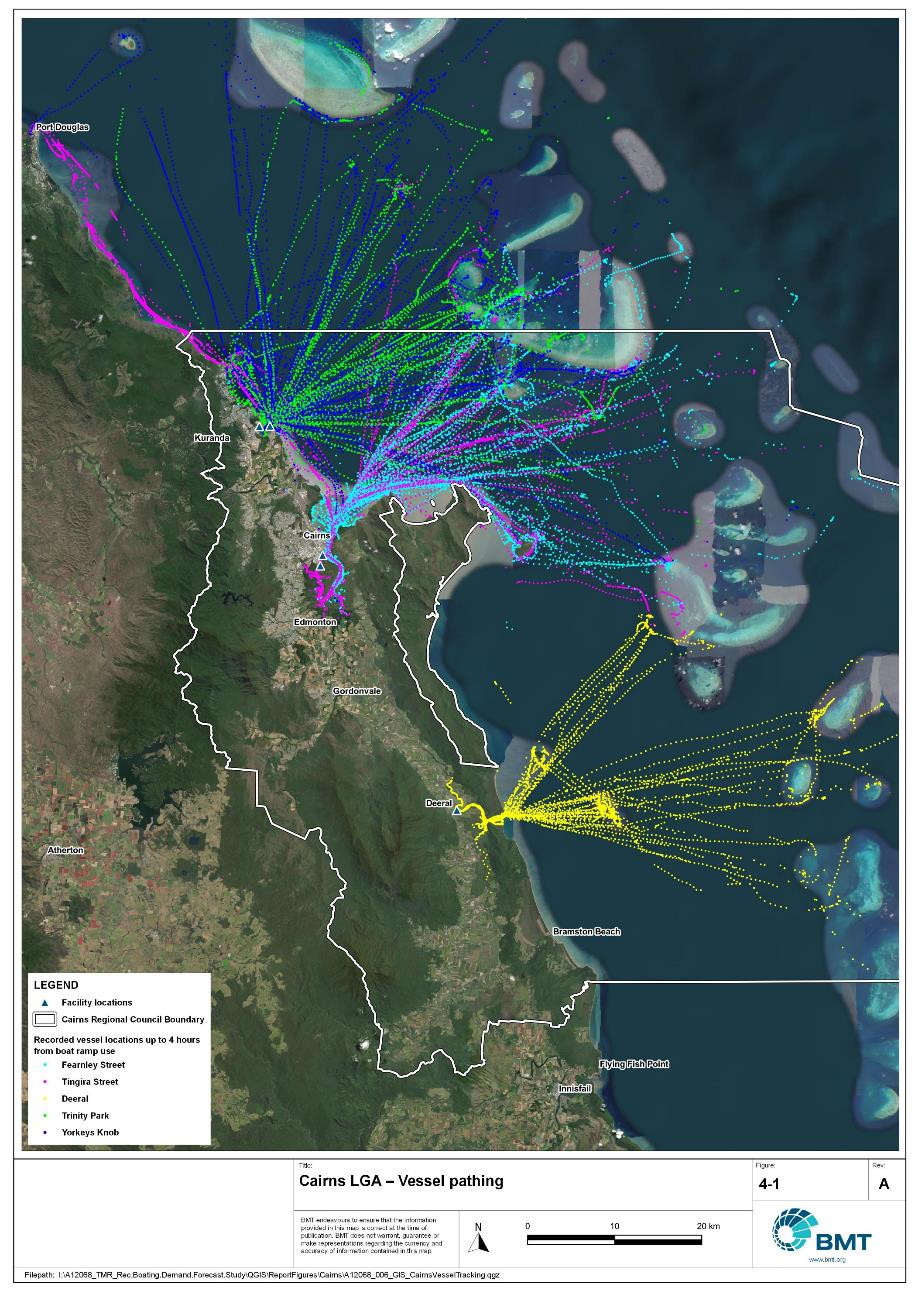 Port Douglas
Kuranda
Cairns
Edmonton
Gordonvale
Deeral
Atherton
Bramston Beach
Flying Fish Point
Innisfail
LEGEND
Facility locations
Cairns Regional Council Boundary
Recorded vessel locations up to 4 hours
from boat ramp use
Fearnley Street
Tingira Street
Deeral
Trinity Park
Yorkeys Knob
Title:
Cairns LGA – Vessel pathing
Figure:
4-1
Rev:
A
BMT endeavours to ensure that the information
provided in this map is correct at the time of
publication. BMT does not warrant, guarantee or
make representations regarding the currency and
accuracy of information contained in this map.
N
0 10 20 km
BMT
www.bmt.org
Filepath: I:\A12068_TMR_Rec.Boating.Demand.Forecast.Study\QGIS\ReportFigures\Cairns\A12068_006_GIS_CairnsVesselTracking.qgz